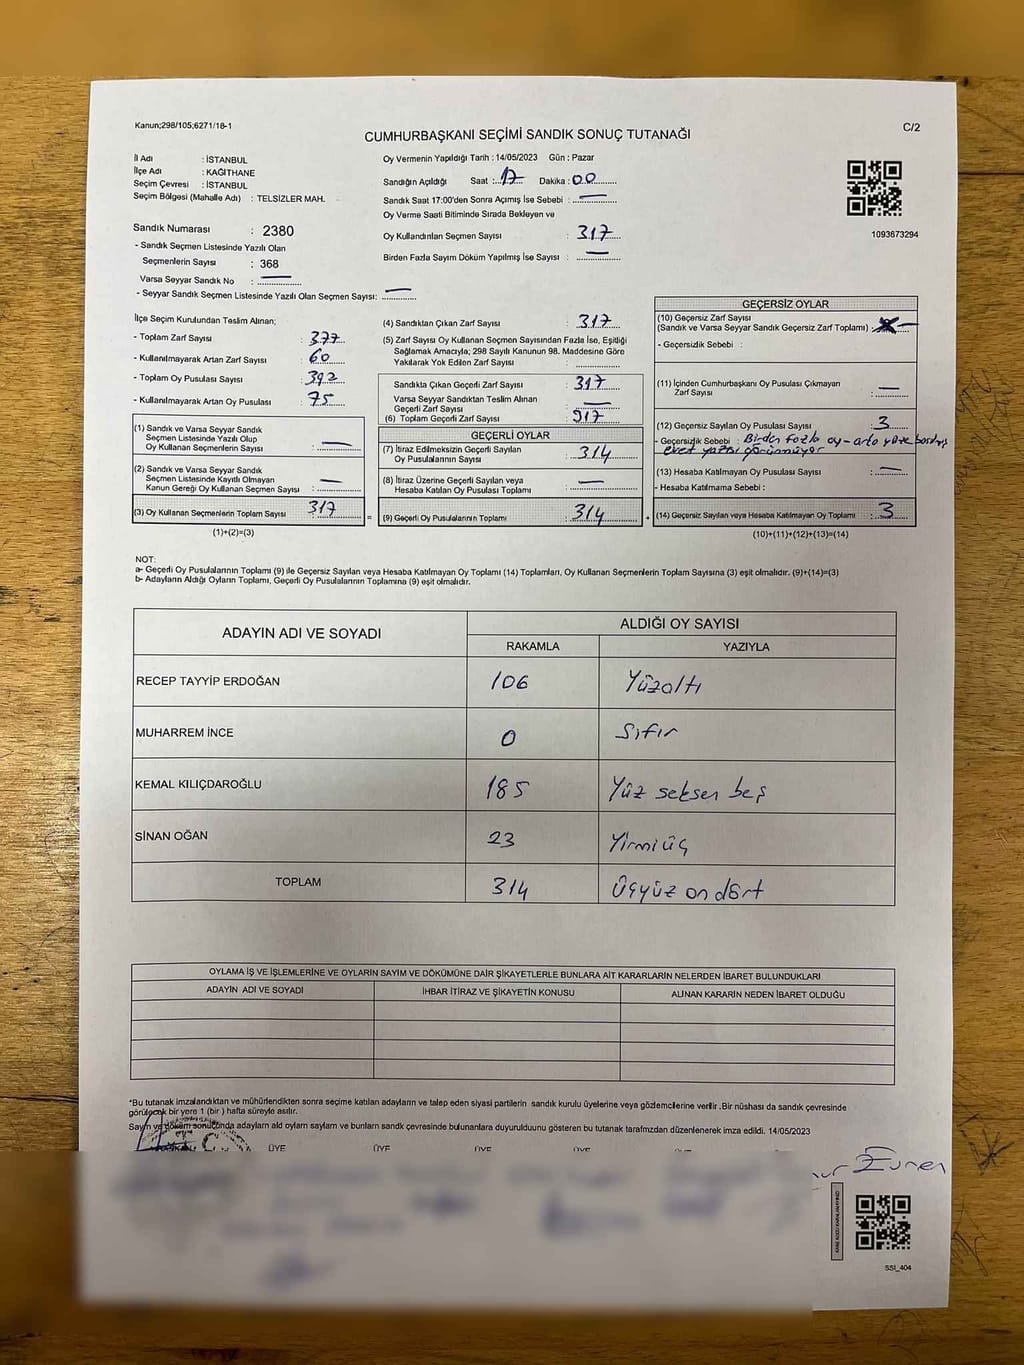 Kanun;298/105;6271/18-1
CUMHURBAŞKANI SEÇİMİ SANDIK SONUÇ TUTANAĞI
C/2
İl Adı : İSTANBUL
İlçe Adı : KAĞITHANE
Seçim Çevresi : İSTANBUL
Seçim Bölgesi (Mahalle Adı) : TELSİZLER MAH.
Sandık Numarası : 2380
- Sandık Seçmen Listesinde Yazılı Olan
Seçmenlerin Sayısı : 368
Varsa Seyyar Sandık No : —
- Seyyar Sandık Seçmen Listesinde Yazılı Olan Seçmen Sayısı: —
Oy Vermenin Yapıldığı Tarih : 14/05/2023 Gün : Pazar
Sandığın Açıldığı Saat : 17 Dakika : 00
Sandık Saat 17:00'den Sonra Açımış İse Sebebi : —
Oy Verme Saati Bitiminde Sırada Bekleyen ve
Oy Kullandırılan Seçmen Sayısı : 317
Birden Fazla Sayım Döküm Yapılmış İse Sayısı : —
1093673294
İlçe Seçim Kurulundan Teslim Alınan;
- Toplam Zarf Sayısı : 377
- Kullanılmayarak Artan Zarf Sayısı : 60
- Toplam Oy Pusulası Sayısı : 392
- Kullanılmayarak Artan Oy Pusulası : 75
(1) Sandık ve Varsa Seyyar Sandık
Seçmen Listesinde Yazılı Olup
Oy Kullanan Seçmenlerin Sayısı : —
(2) Sandık ve Varsa Seyyar Sandık
Seçmen Listesinde Kayıtlı Olmayan
Kanun Gereği Oy Kullanan Seçmen Sayısı : —
(3) Oy Kullanan Seçmenlerin Toplam Sayısı : 317
(1)+(2)=(3)
(4) Sandıktan Çıkan Zarf Sayısı : 317
(5) Zarf Sayısı Oy Kullanan Seçmen Sayısından Fazla İse, Eşitliği
Sağlamak Amacıyla; 298 Sayılı Kanunun 98. Maddesine Göre
Yakılarak Yok Edilen Zarf Sayısı :
Sandıkta Çıkan Geçerli Zarf Sayısı : 317
Varsa Seyyar Sandıktan Teslim Alınan
Geçerli Zarf Sayısı : —
(6) Toplam Geçerli Zarf Sayısı : 317
GEÇERLİ OYLAR
(7) İtiraz Edilmeksizin Geçerli Sayılan
Oy Pusulalarının Sayısı : 314
(8) İtiraz Üzerine Geçerli Sayılan veya
Hesaba Katılan Oy Pusulası Toplamı : —
= (9) Geçerli Oy Pusulalarının Toplamı : 314
GEÇERSİZ OYLAR
(10) Geçersiz Zarf Sayısı
(Sandık ve Varsa Seyyar Sandık Geçersiz Zarf Toplamı) : —
- Geçersizlik Sebebi :
(11) İçinden Cumhurbaşkanı Oy Pusulası Çıkmayan
Zarf Sayısı : —
(12) Geçersiz Sayılan Oy Pusulası Sayısı : 3
- Geçersizlik Sebebi : Birden fazla oy
evet yazısı görünmüyor
(13) Hesaba Katılmayan Oy Pusulası Sayısı : —
- Hesaba Katılmama Sebebi :
+ (14) Geçersiz Sayılan veya Hesaba Katılmayan Oy Toplamı : 3
(10)+(11)+(12)+(13)=(14)
NOT:
a- Geçerli Oy Pusulalarının Toplamı (9) ile Geçersiz Sayılan veya Hesaba Katılmayan Oy Toplamı (14) Toplamları, Oy Kullanan Seçmenlerin Toplam Sayısına (3) eşit olmalıdır. (9)+(14)=(3)
b- Adayların Aldığı Oyların Toplamı, Geçerli Oy Pusulalarının Toplamına (9) eşit olmalıdır.
ADAYIN ADI VE SOYADI
ALDIĞI OY SAYISI
RAKAMLA YAZIYLA
RECEP TAYYİP ERDOĞAN 106 Yüzaltı
MUHARREM İNCE 0 Sıfır
KEMAL KILIÇDAROĞLU 185 Yüz seksen beş
SİNAN OĞAN 23 Yirmiüç
TOPLAM 314 Üçyüz on dört
OYLAMA İŞ VE İŞLEMLERİNE VE OYLARIN SAYIM VE DÖKÜMÜNE DAİR ŞİKAYETLERLE BUNLARA AİT KARARLARIN NELERDEN İBARET BULUNDUKLARI
ADAYIN ADI VE SOYADI İHBAR İTİRAZ VE ŞİKAYETİN KONUSU ALINAN KARARIN NEDEN İBARET OLDUĞU
*Bu tutanak imzalandıktan ve mühürlendikten sonra seçime katılan adayların ve talep eden siyasi partilerin sandık kurulu üyelerine veya gözlemcilerine verilir .Bir nüshası da sandık çevresinde
görülecek bir yere 1 (bir ) hafta süreyle asılır.
Sayım ve döküm sonucunda adayların ald oyların saylam ve bunların sandk çevresinde bulunanlara duyurulduunu gösteren bu tutanak tarafmzdan düzenlenerek imza edildi. 14/05/2023
ÜYE ÜYE ÜYE ÜYE ÜYE
SSI_404